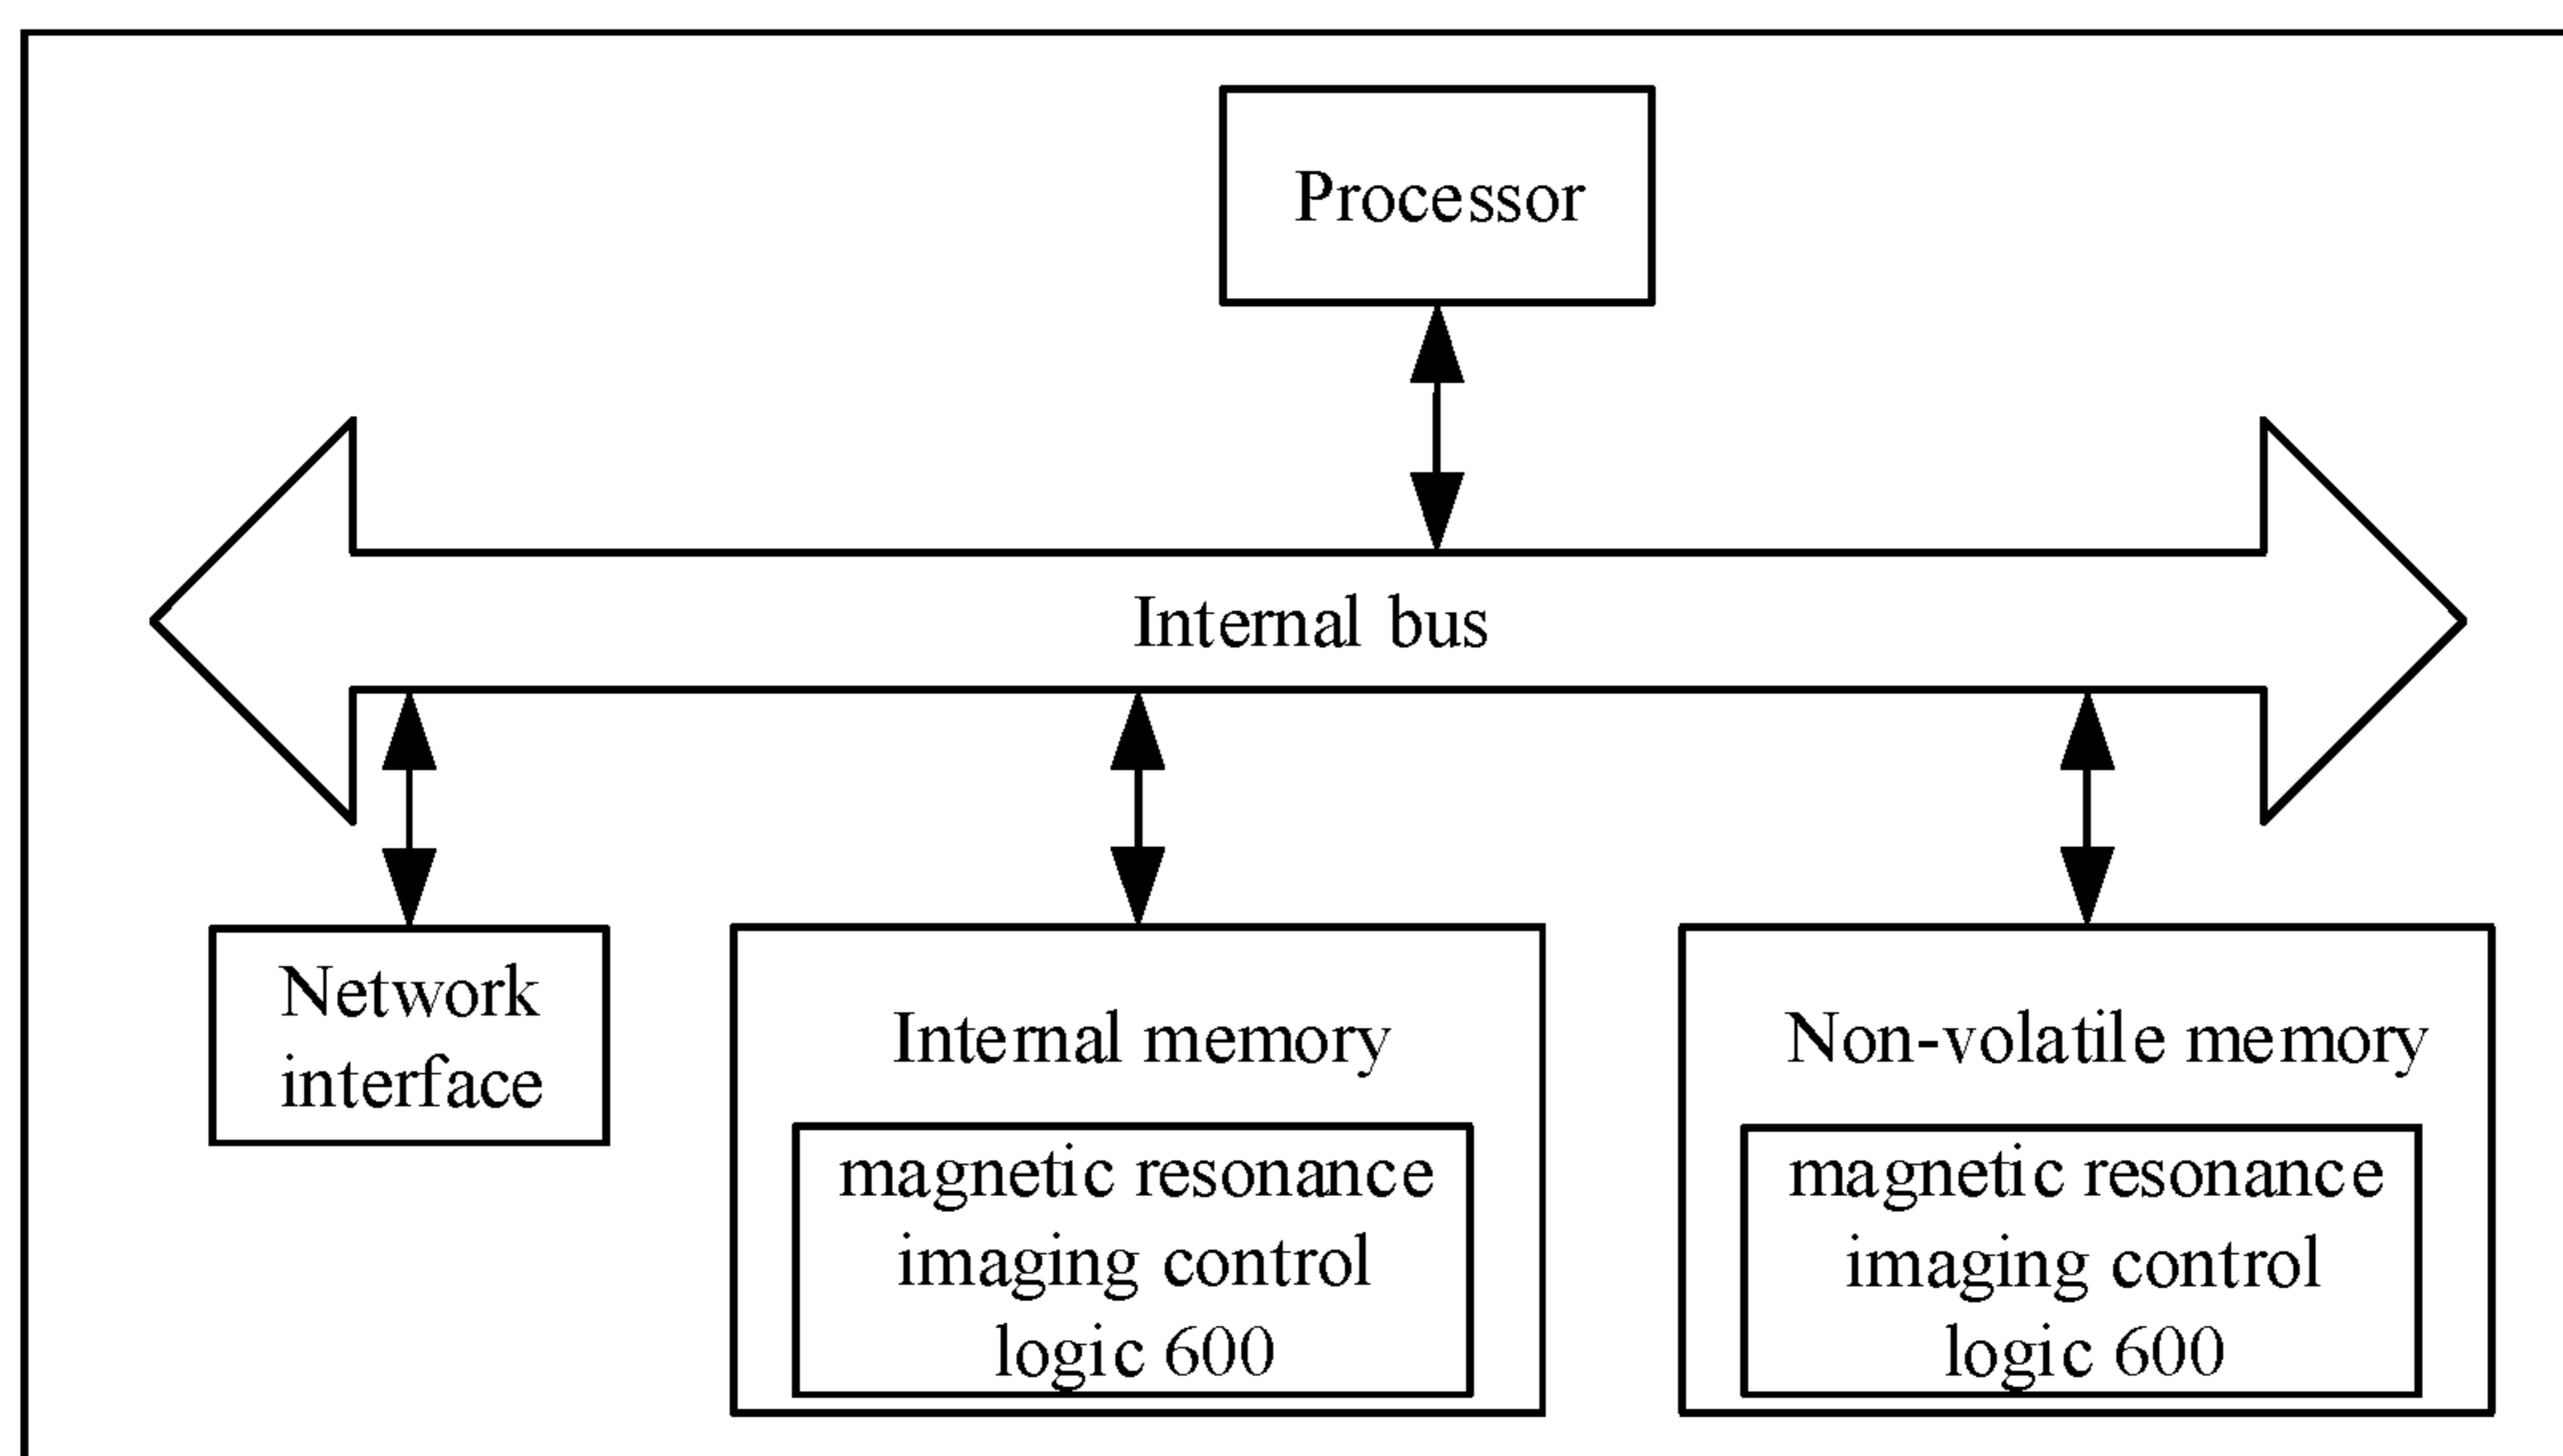 Processor
Internal bus
Network
interface
Internal memory
magnetic resonance
imaging control
logic 600
Non-volatile memory
magnetic resonance
imaging control
logic 600